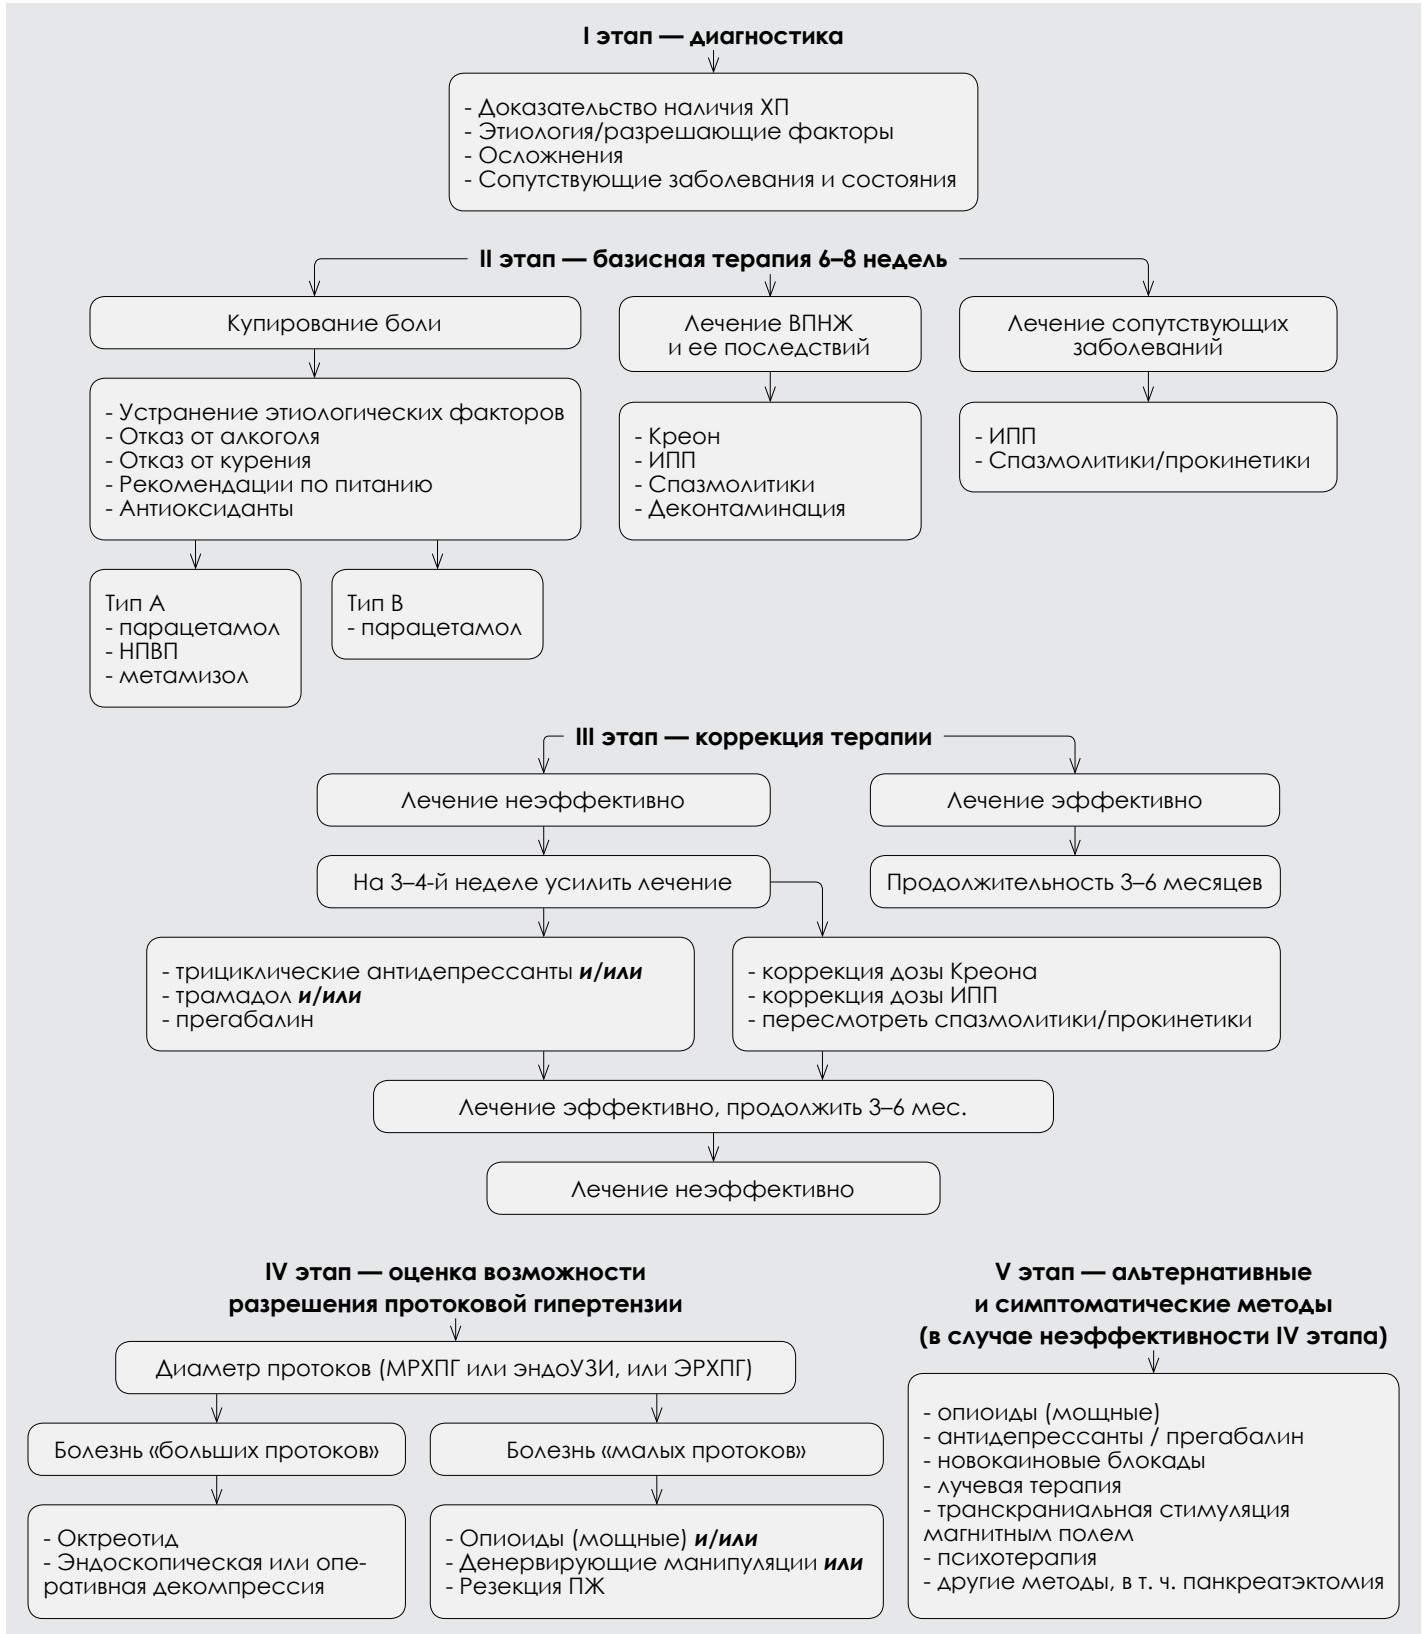 I этап — диагностика
- Доказательство наличия ХП
- Этиология/разрешающие факторы
- Осложнения
- Сопутствующие заболевания и состояния
II этап — базисная терапия 6–8 недель
Купирование боли
- Устранение этиологических факторов
- Отказ от алкоголя
- Отказ от курения
- Рекомендации по питанию
- Антиоксиданты
Тип А
- парацетамол
- НПВП
- метамизол
Тип В
- парацетамол
Лечение ВПНЖ
и ее последствий
- Креон
- ИПП
- Спазмолитики
- Деконтаминация
Лечение сопутствующих
заболеваний
- ИПП
- Спазмолитики/прокинетики
III этап — коррекция терапии
Лечение неэффективно
На 3–4-й неделе усилить лечение
Лечение эффективно
Продолжительность 3–6 месяцев
- трициклические антидепрессанты и/или
- трамадол и/или
- прегабалин
- коррекция дозы Креона
- коррекция дозы ИПП
- пересмотреть спазмолитики/прокинетики
Лечение эффективно, продолжить 3–6 мес.
Лечение неэффективно
IV этап — оценка возможности
разрешения протоковой гипертензии
Диаметр протоков (МРХПГ или эндоУЗИ, или ЭРХПГ)
Болезнь «больших протоков»
- Октреотид
- Эндоскопическая или опе-
ративная декомпрессия
Болезнь «малых протоков»
- Опиоиды (мощные) и/или
- Денервирующие манипуляции или
- Резекция ПЖ
V этап — альтернативные
и симптоматические методы
(в случае неэффективности IV этапа)
- опиоиды (мощные)
- антидепрессанты / прегабалин
- новокаиновые блокады
- лучевая терапия
- транскраниальная стимуляция
магнитным полем
- психотерапия
- другие методы, в т. ч. панкреатэктомия